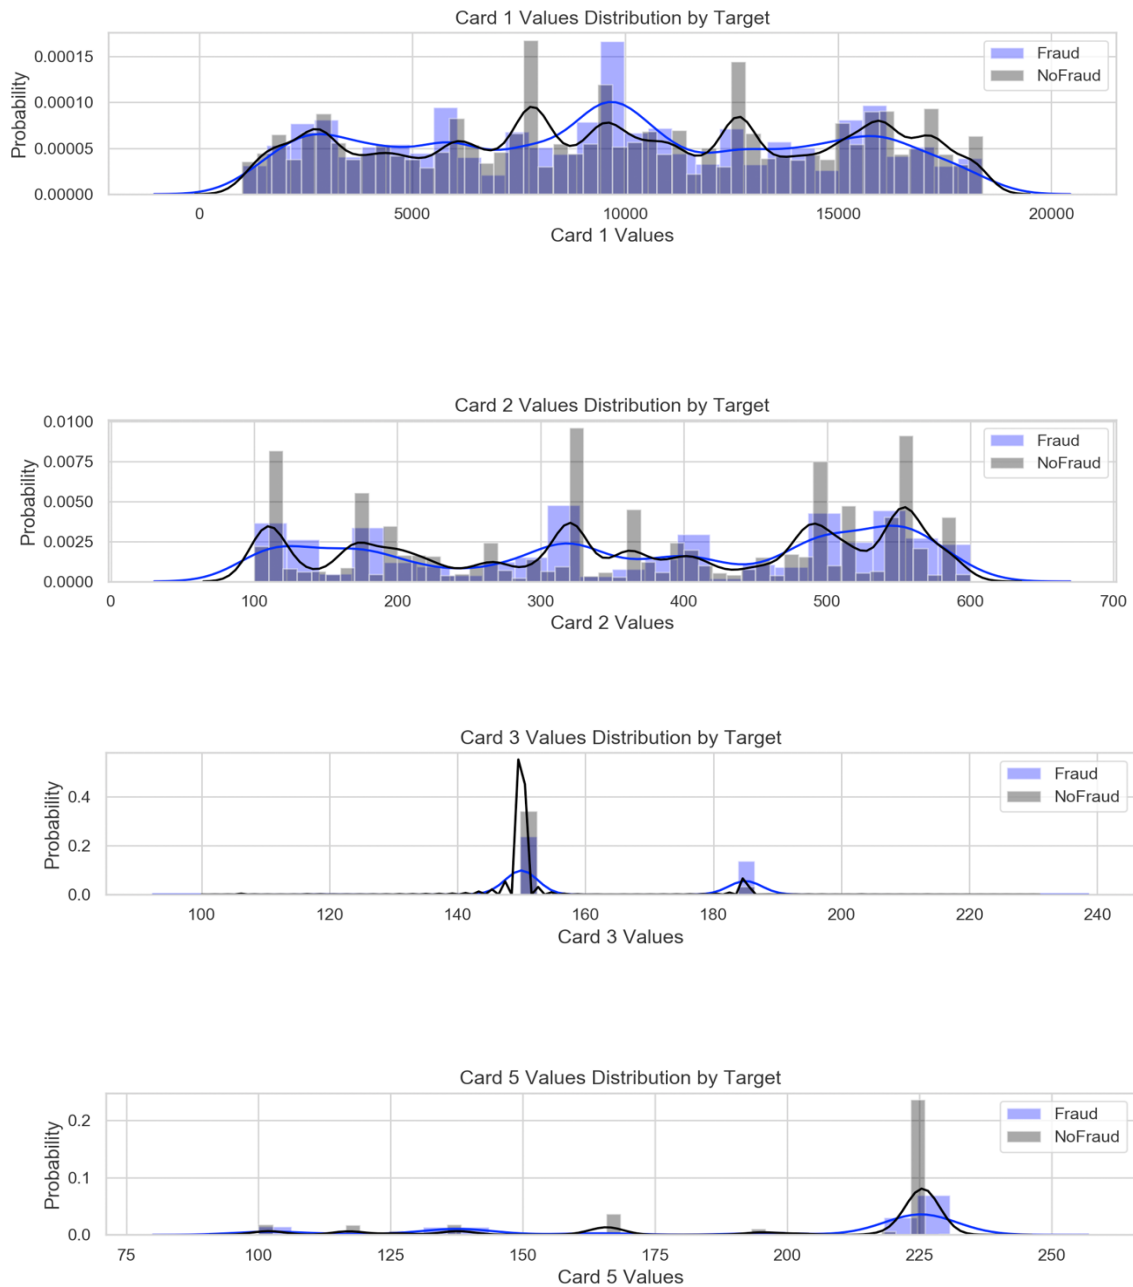 Card 1 Values Distribution by Target
Probability
0.00015
0.00010
0.00005
0.00000
Fraud
NoFraud
0 5000 10000 15000 20000
Card 1 Values
Card 2 Values Distribution by Target
Probability
0.0100
0.0075
0.0050
0.0025
0.0000
Fraud
NoFraud
0 100 200 300 400 500 600 700
Card 2 Values
Card 3 Values Distribution by Target
Probability
0.4
0.2
0.0
Fraud
NoFraud
100 120 140 160 180 200 220 240
Card 3 Values
Card 5 Values Distribution by Target
Probability
0.2
0.1
0.0
Fraud
NoFraud
75 100 125 150 175 200 225 250
Card 5 Values